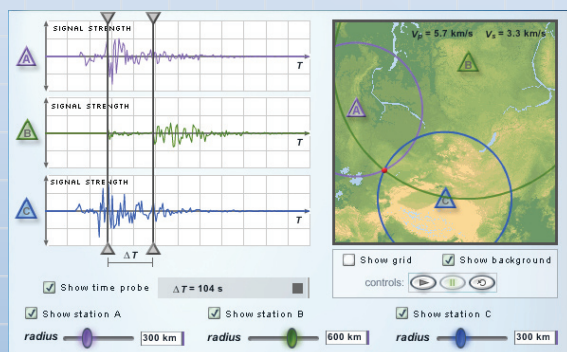 SIGNAL STRENGTH
A
T
SIGNAL STRENGTH
B
T
SIGNAL STRENGTH
C
T
ΔT
Show time probe
ΔT = 104 s
Vp = 5.7 km/s Vs = 3.3 km/s
B
A
C
Show grid Show background
controls:
Show station A Show station B Show station C
radius 300 km radius 600 km radius 300 km